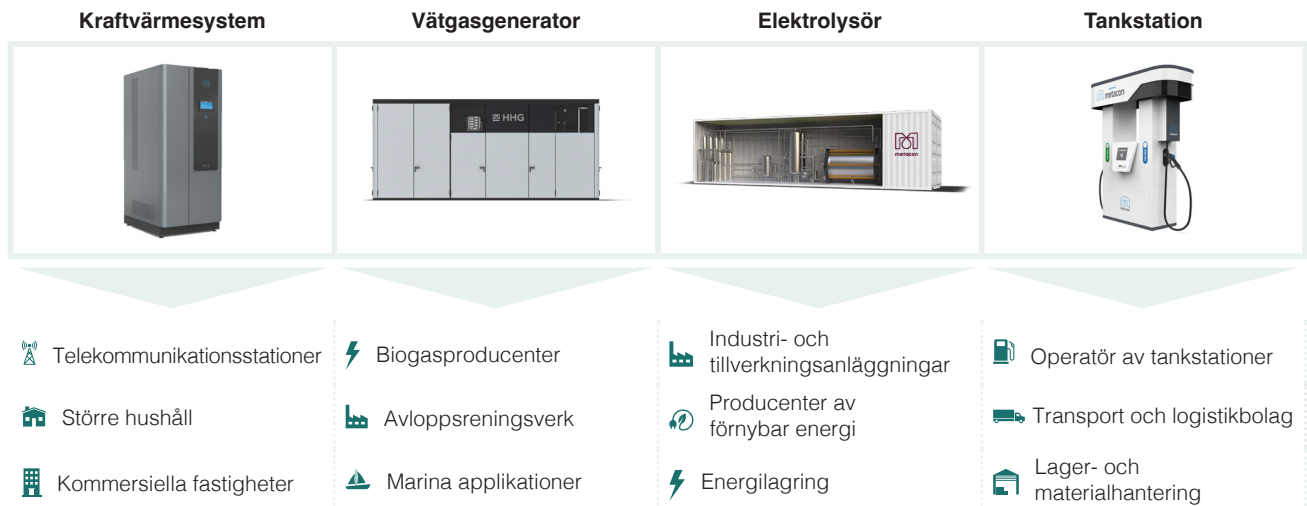 Kraftvärmesystem
Vätgasgenerator
Elektrolysör
Tankstation
HHG
metacon
metacon
Telekommunikationsstationer
Större hushåll
Kommersiella fastigheter
Biogasproducenter
Avloppsreningsverk
Marina applikationer
Industri- och
tillverkningsanläggningar
Producenter av
förnybar energi
Energilagring
Operatör av tankstationer
Transport och logistikbolag
Lager- och
materialhantering